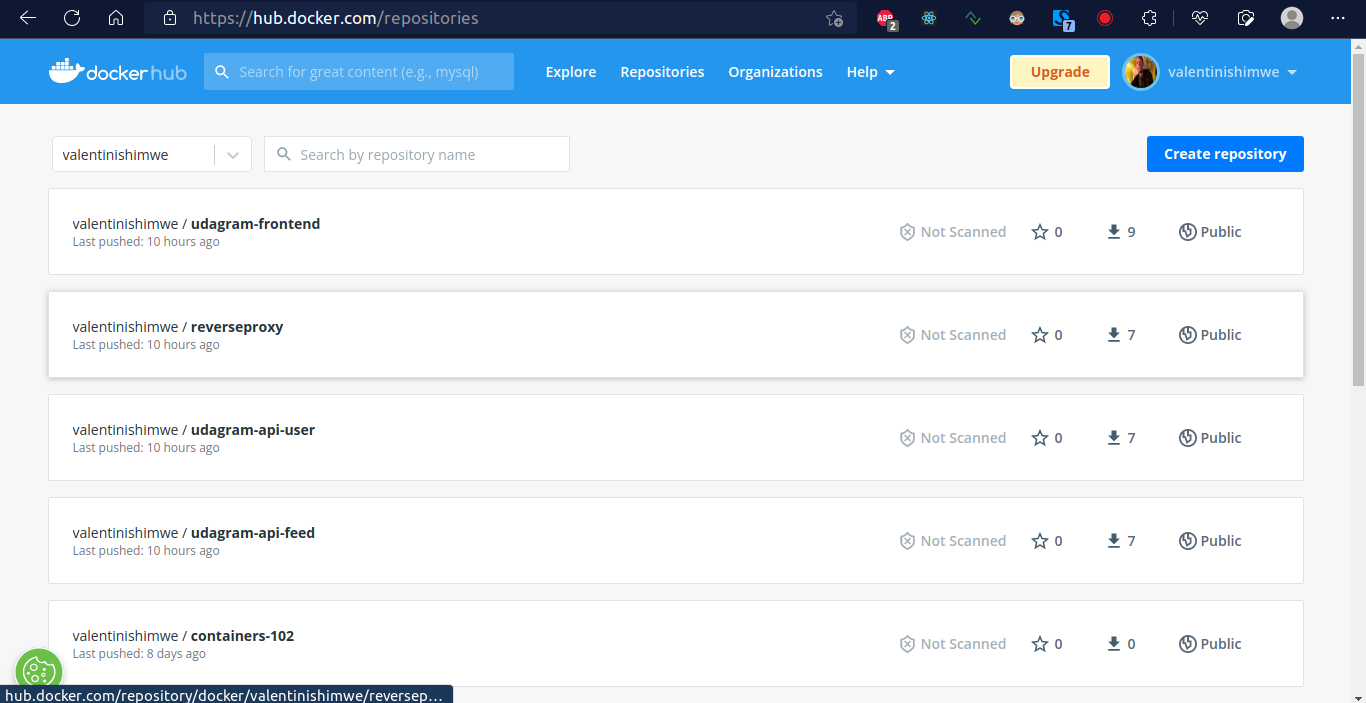 https://hub.docker.com/repositories
ABP 2
7
docker hub
Search for great content (e.g., mysql)
Explore
Repositories
Organizations
Help
Upgrade
valentinishimwe
valentinishimwe
Search by repository name
Create repository
valentinishimwe / udagram-frontend
Last pushed: 10 hours ago
Not Scanned
0
9
Public
valentinishimwe / reverseproxy
Last pushed: 10 hours ago
Not Scanned
0
7
Public
valentinishimwe / udagram-api-user
Last pushed: 10 hours ago
Not Scanned
0
7
Public
valentinishimwe / udagram-api-feed
Last pushed: 10 hours ago
Not Scanned
0
7
Public
valentinishimwe / containers-102
Last pushed: 8 days ago
Not Scanned
0
0
Public
hub.docker.com/repository/docker/valentinishimwe/reversep...